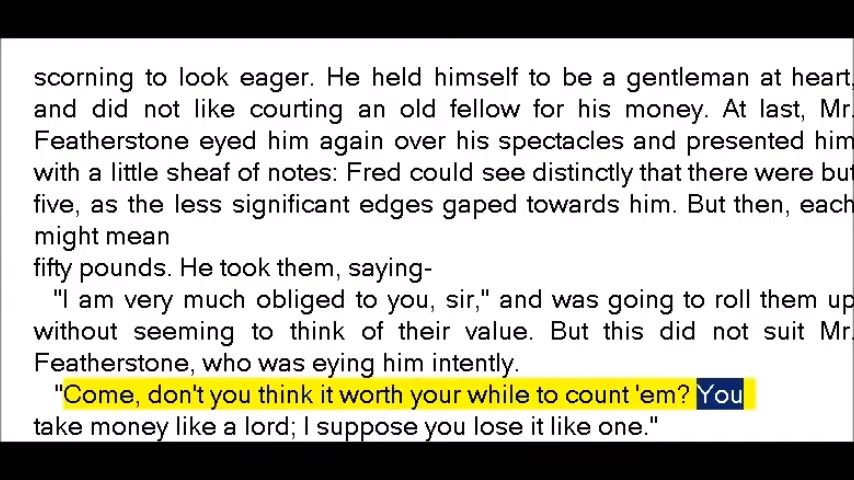 scorning to look eager. He held himself to be a gentleman at heart,
and did not like courting an old fellow for his money. At last, Mr.
Featherstone eyed him again over his spectacles and presented him
with a little sheaf of notes: Fred could see distinctly that there were but
five, as the less significant edges gaped towards him. But then, each
might mean
fifty pounds. He took them, saying-
"I am very much obliged to you, sir," and was going to roll them up
without seeming to think of their value. But this did not suit Mr.
Featherstone, who was eying him intently.
"Come, don't you think it worth your while to count 'em? You
take money like a lord; I suppose you lose it like one."